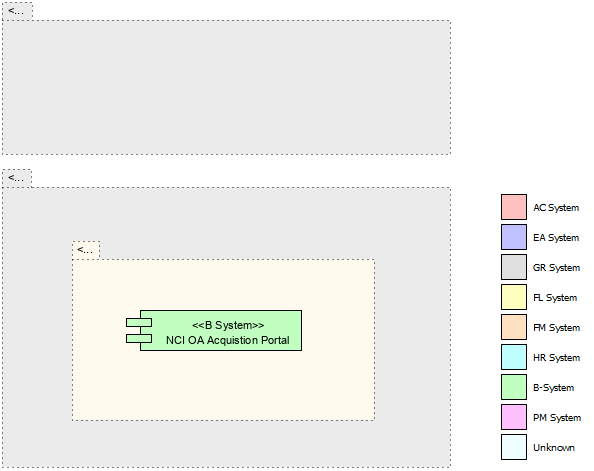 <...
<...
<...
<<B System>>
NCI OA Acquistion Portal
AC System
EA System
GR System
FL System
FM System
HR System
B-System
PM System
Unknown